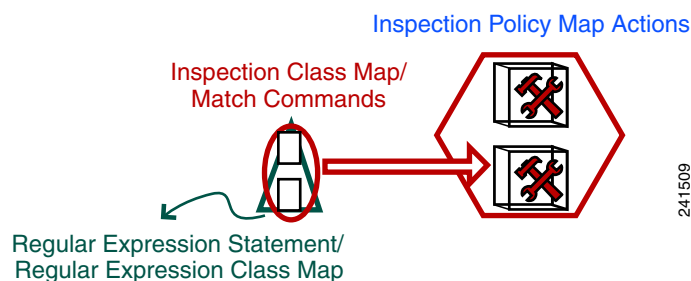 Inspection Policy Map Actions
Inspection Class Map/
Match Commands
241509
Regular Expression Statement/
Regular Expression Class Map